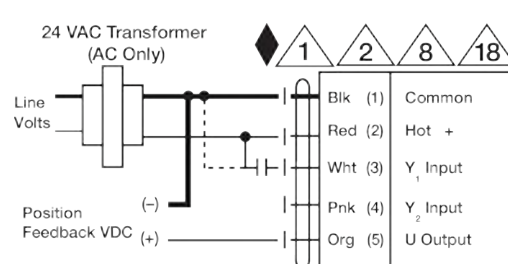 24 VAC Transformer
(AC Only)
1 2 8 18
Line
Volts
Blk (1) Common
Red (2) Hot +
Wht (3) Y1 Input
Pnk (4) Y2 Input
Org (5) U Output
Position
Feedback VDC
(–)
(+)